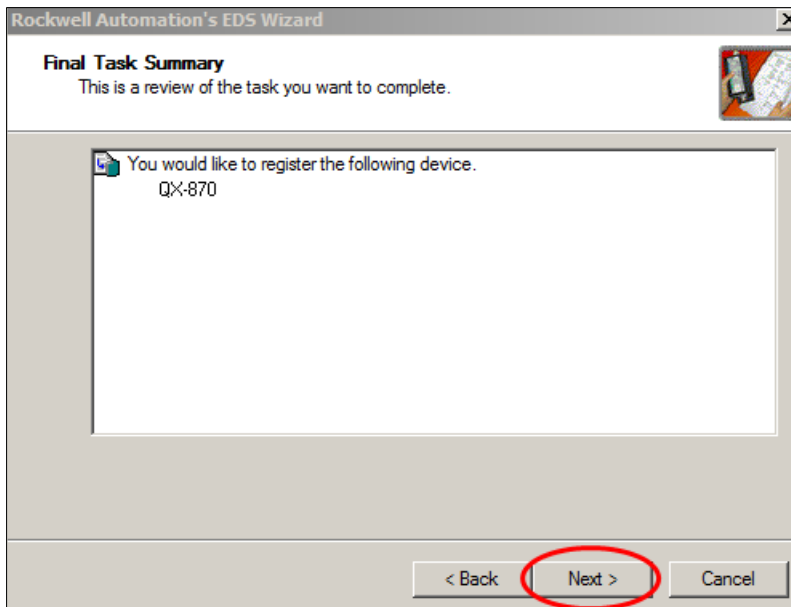 Rockwell Automation's EDS Wizard
Final Task Summary
This is a review of the task you want to complete.
You would like to register the following device.
QX-870
< Back
Next >
Cancel